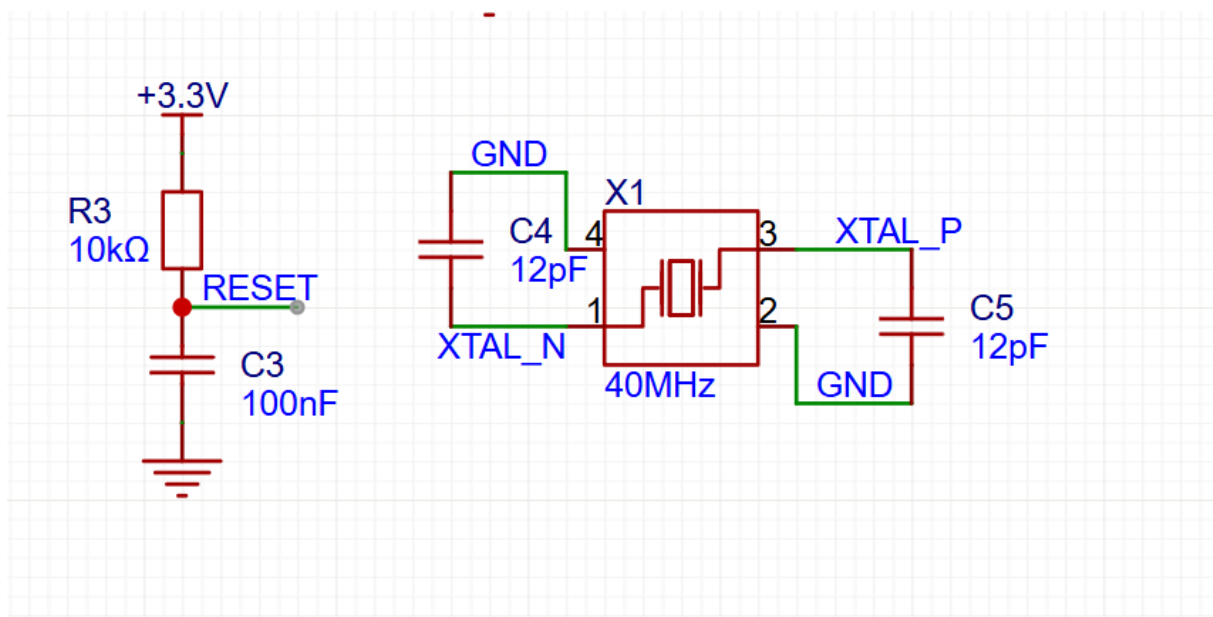 +3.3V
R3
10kΩ
RESET
C3
100nF
GND
C4
12pF
X1
4
3
1
2
XTAL_N
40MHz
XTAL_P
C5
12pF
GND